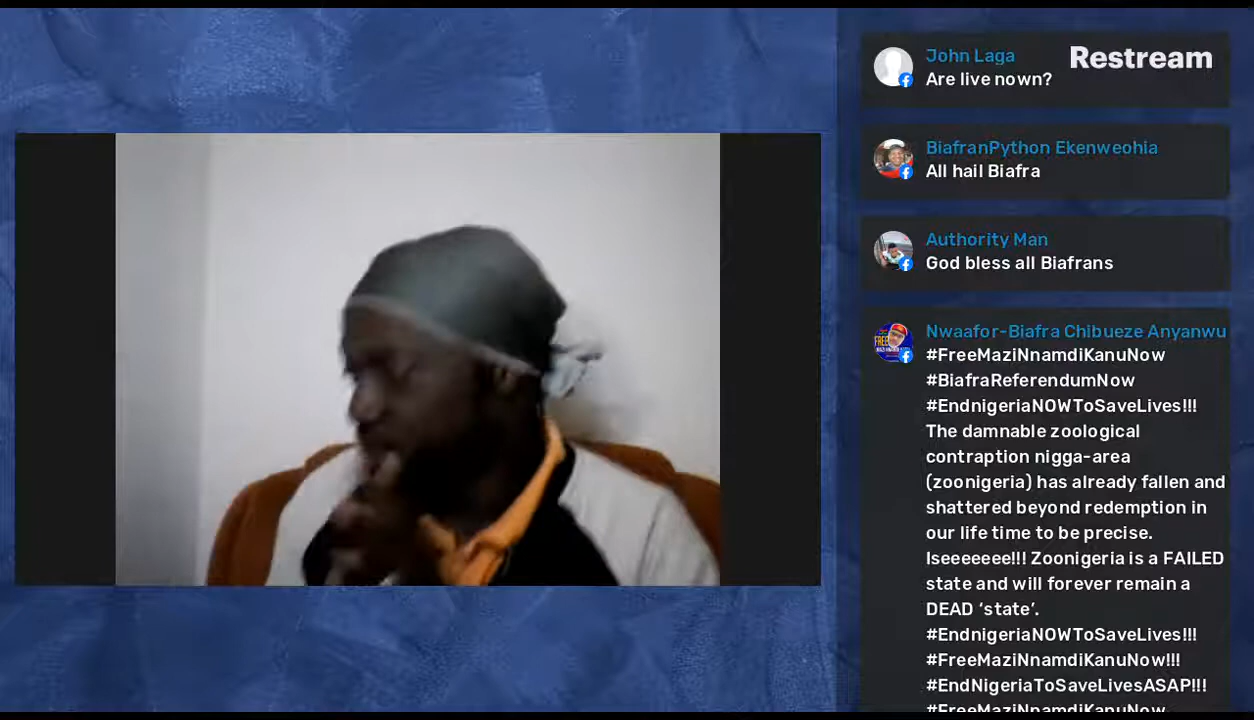 John Laga
Restream
Are live nown?
BiafranPython Ekenweohia
All hail Biafra
Authority Man
God bless all Biafrans
Nwaafor-Biafra Chibueze Anyanwu
#FreeMaziNnamdiKanuNow
#BiafraReferendumNow
#EndnigeriaNOWToSaveLives!!!
The damnable zoological
contraption nigga-area
(zoonigeria) has already fallen and
shattered beyond redemption in
our life time to be precise.
Iseeeeeee!!! Zoonigeria is a FAILED
state and will forever remain a
DEAD ‘state’.
#EndnigeriaNOWToSaveLives!!!
#FreeMaziNnamdiKanuNow!!!
#EndNigeriaToSaveLivesASAP!!!
#FreeMaziNnamdiKanuNow